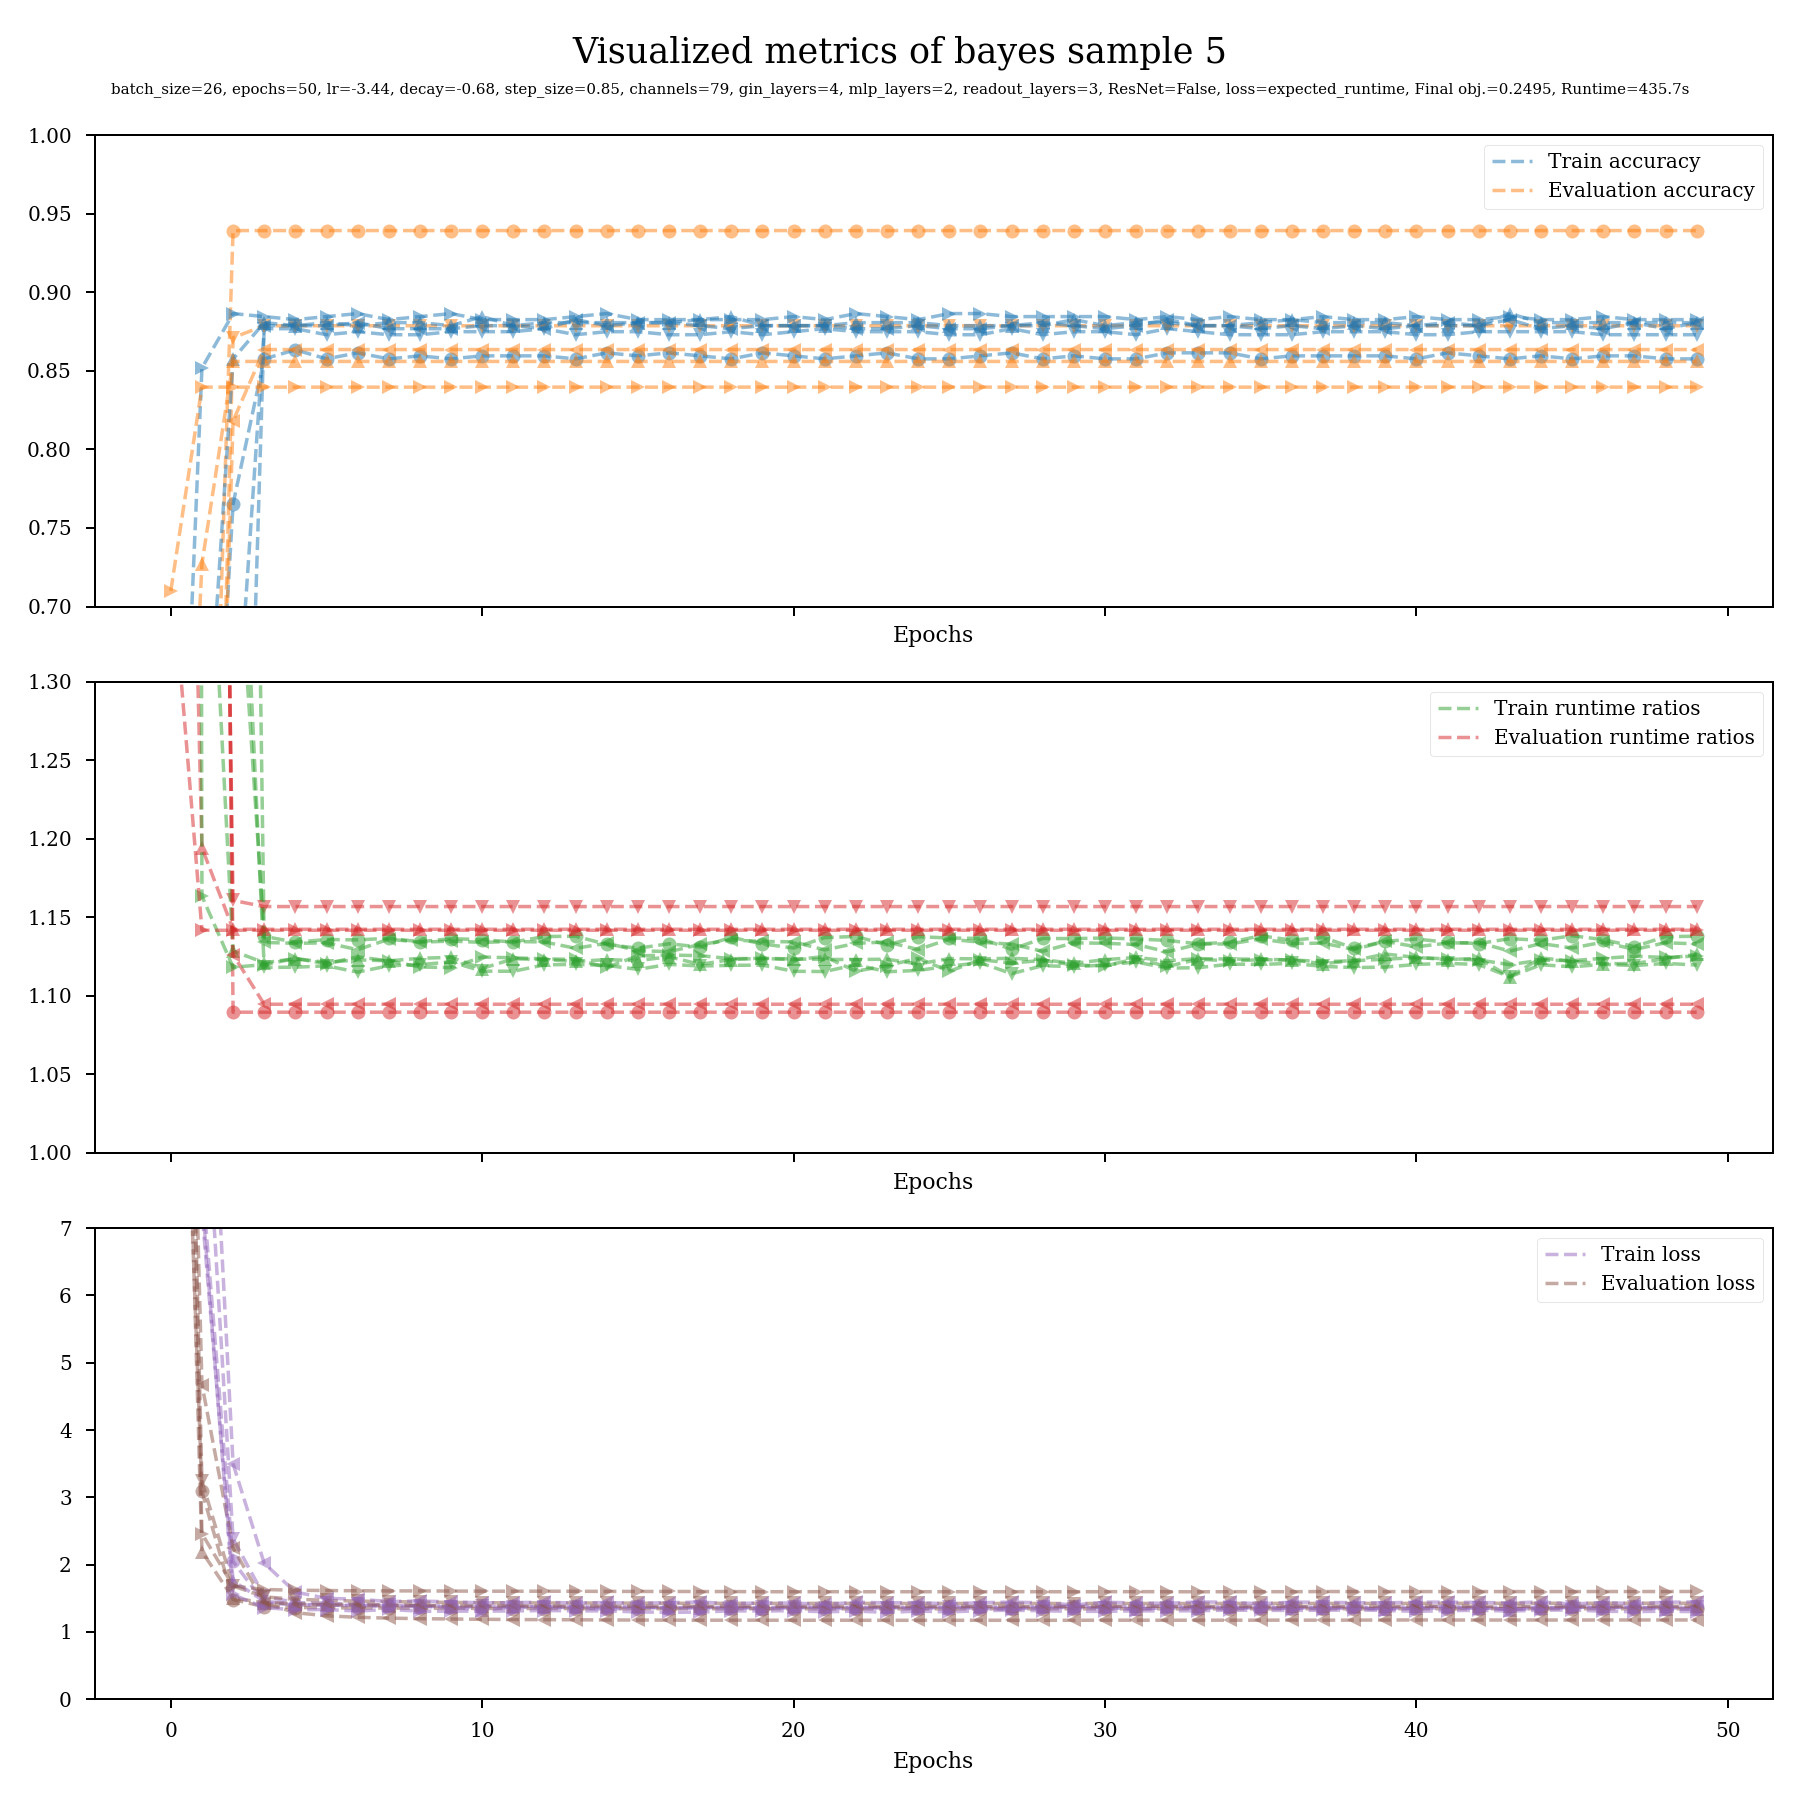 Visualized metrics of bayes sample 5
batch_size=26, epochs=50, lr=-3.44, decay=-0.68, step_size=0.85, channels=79, gin_layers=4, mlp_layers=2, readout_layers=3, ResNet=False, loss=expected_runtime, Final obj.=0.2495, Runtime=435.7s
1.00
0.95
0.90
0.85
0.80
0.75
0.70
Train accuracy
Evaluation accuracy
Epochs
1.30
1.25
1.20
1.15
1.10
1.05
1.00
Train runtime ratios
Evaluation runtime ratios
Epochs
7
6
5
4
3
2
1
0
Train loss
Evaluation loss
0 10 20 30 40 50
Epochs